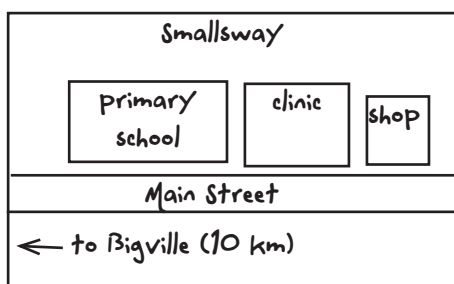 Smallsway
primary
school
clinic
shop
Main Street
to Bigville (10 km)